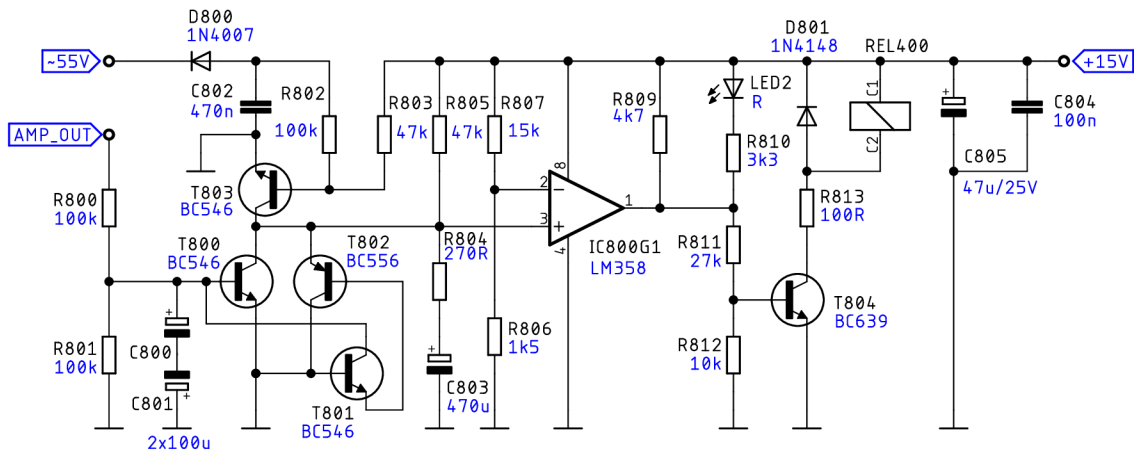 D800
1N4007
~55V
C802
470n
R802
100k
R803
47k
R805
47k
R807
15k
R809
4k7
LED2
R
R810
3k3
D801
1N4148
REL400
C1
C2
+15V
+
C804
100n
C805
47u/25V
AMP_OUT
R800
100k
T803
BC546
2
3
8
4
1
IC800G1
LM358
R813
100R
T800
BC546
T802
BC556
R804
270R
R811
27k
T804
BC639
R801
100k
+
C800
C801
+
2x100u
T801
BC546
+
C803
470u
R806
1k5
R812
10k